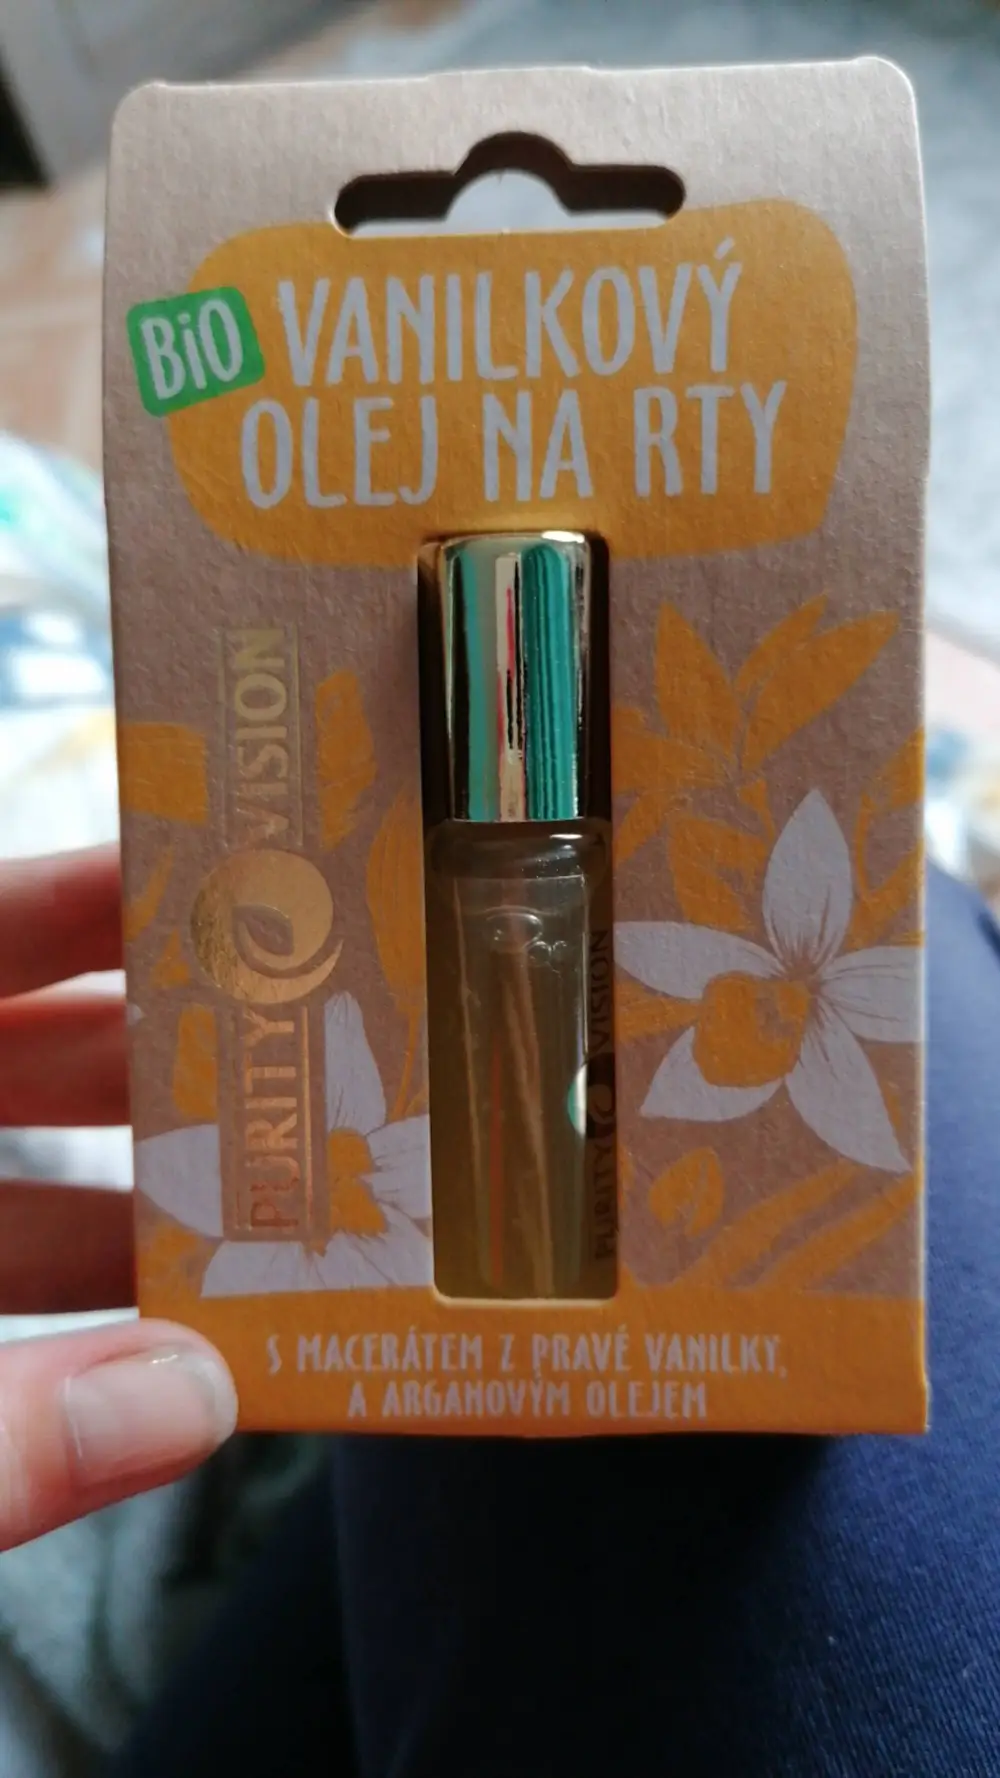 BiO
VANILKOVÝ
OLEJ NA RTY
PURITY VISION
PURITY VISION
S MACERÁTEM Z PRAVÉ VANILKY,
A ARGANOVÝM OLEJEM